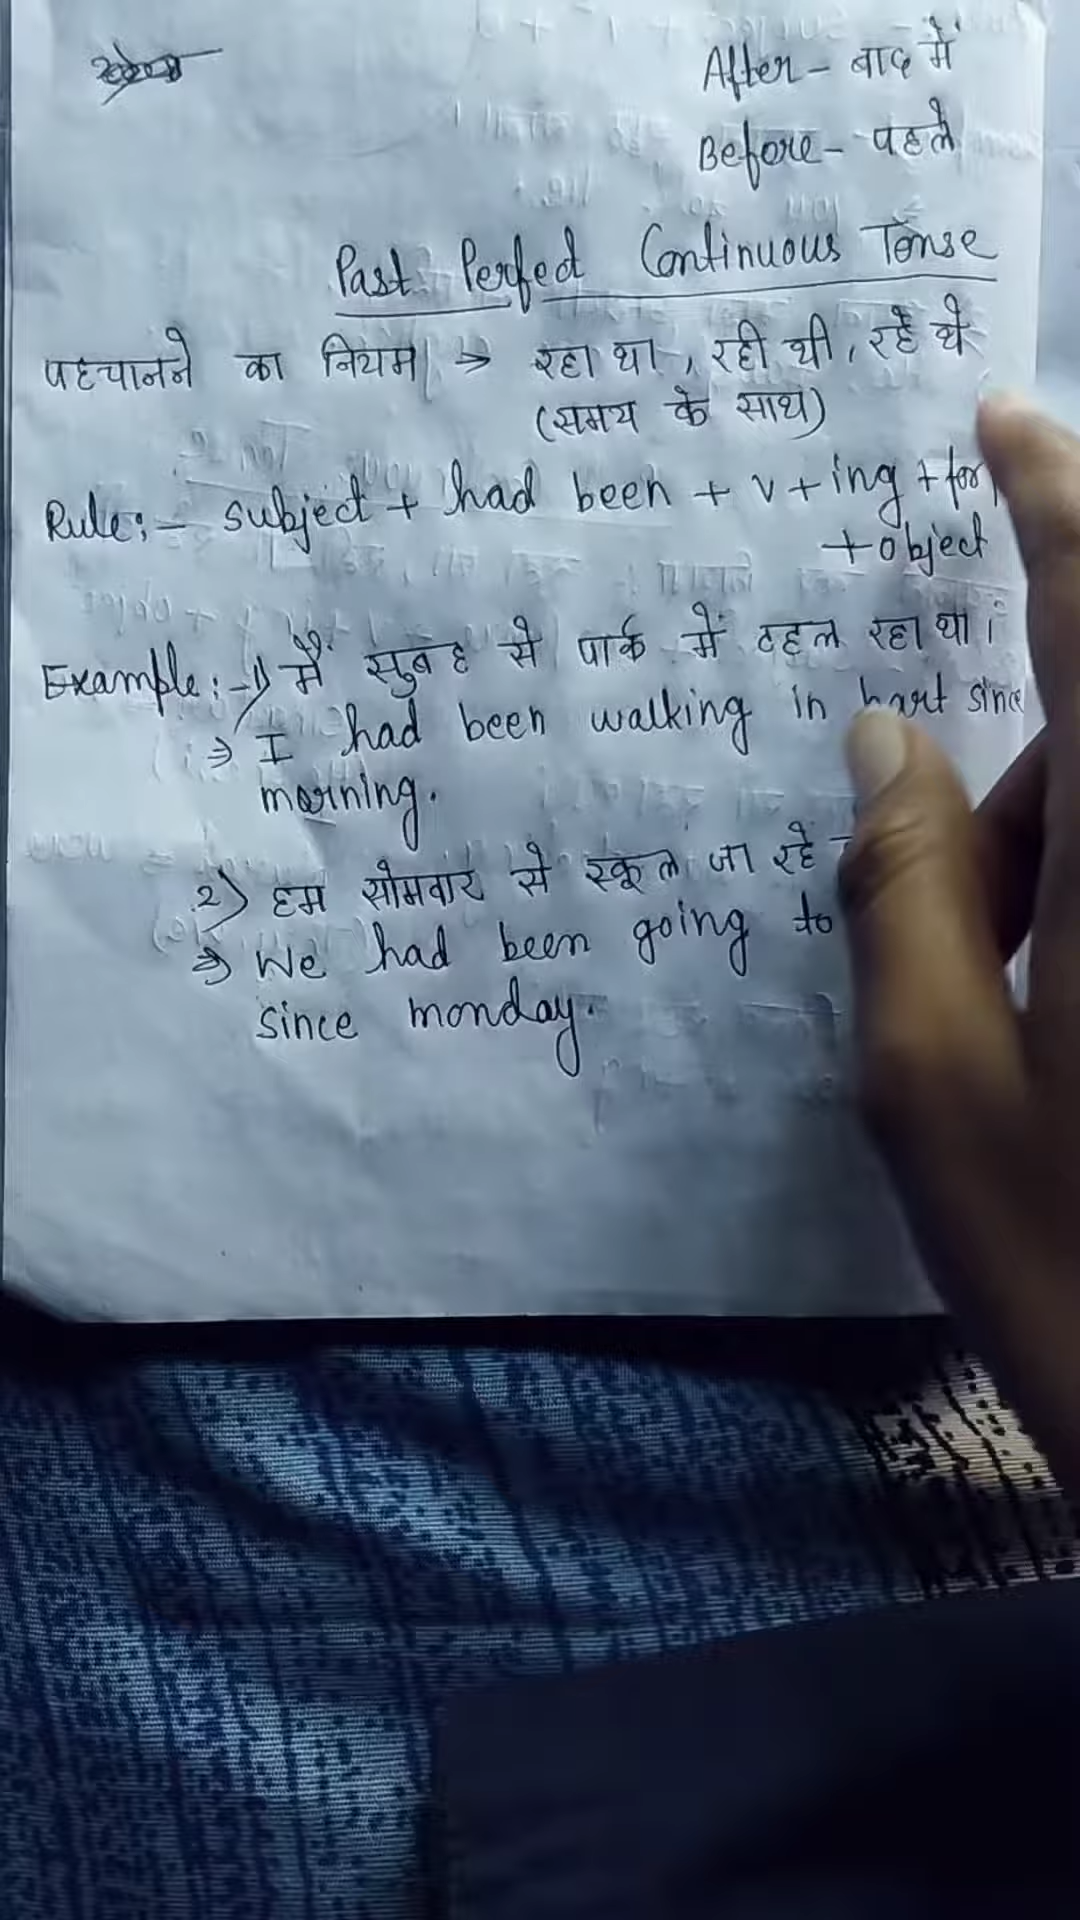 After - बाद में
Before - पहले
Past Perfect Continuous Tense
पहचानने का नियम → रहा था, रही थी, रहे थे
(समय के साथ)
Rule:- subject + had been + v + ing + for
+ object
Example:- 1) मैं सुबह से पार्क में टहल रहा था।
⇒ I had been walking in part since
morning.
2) हम सोमवार से स्कूल जा रहे
⇒ We had been going to
since monday.